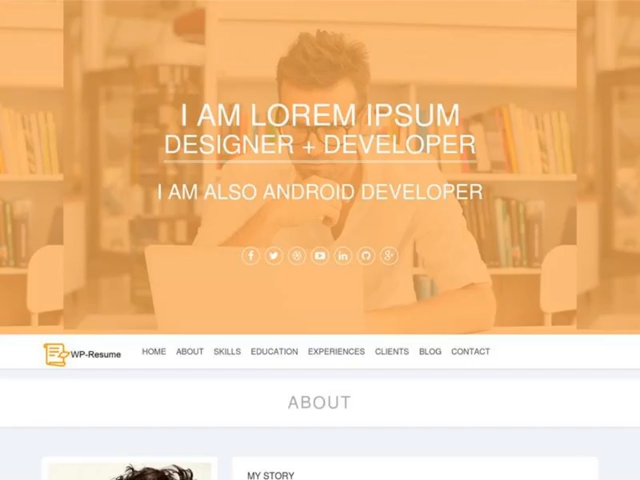 I AM LOREM IPSUM
DESIGNER + DEVELOPER
I AM ALSO ANDROID DEVELOPER
WP-Resume HOME ABOUT SKILLS EDUCATION EXPERIENCES CLIENTS BLOG CONTACT
ABOUT
MY STORY